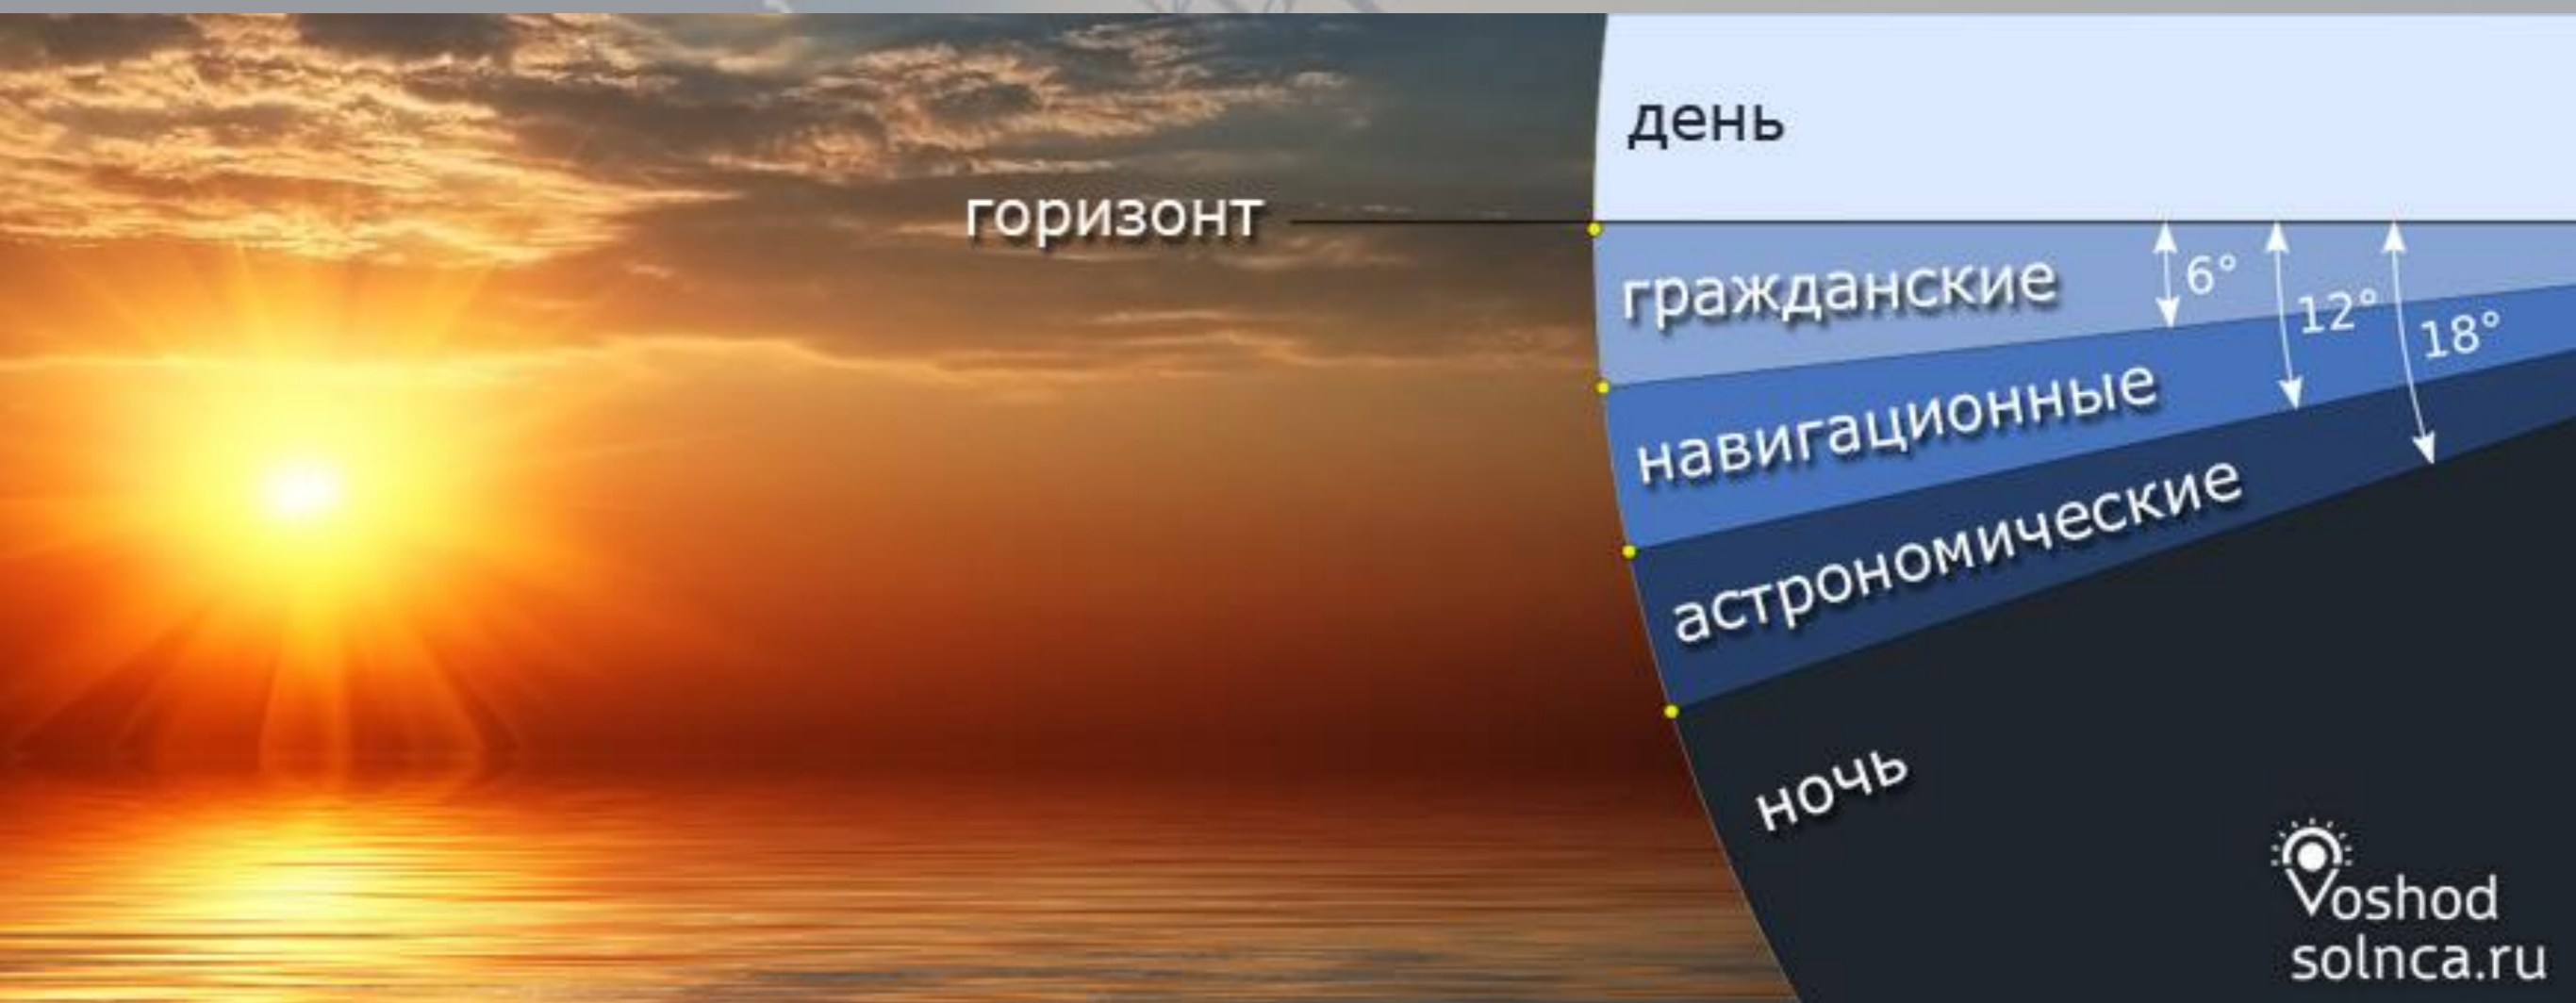 день
горизонт
гражданские
6°
12°
18°
навигационные
астрономические
ночь
Voshod
solnca.ru